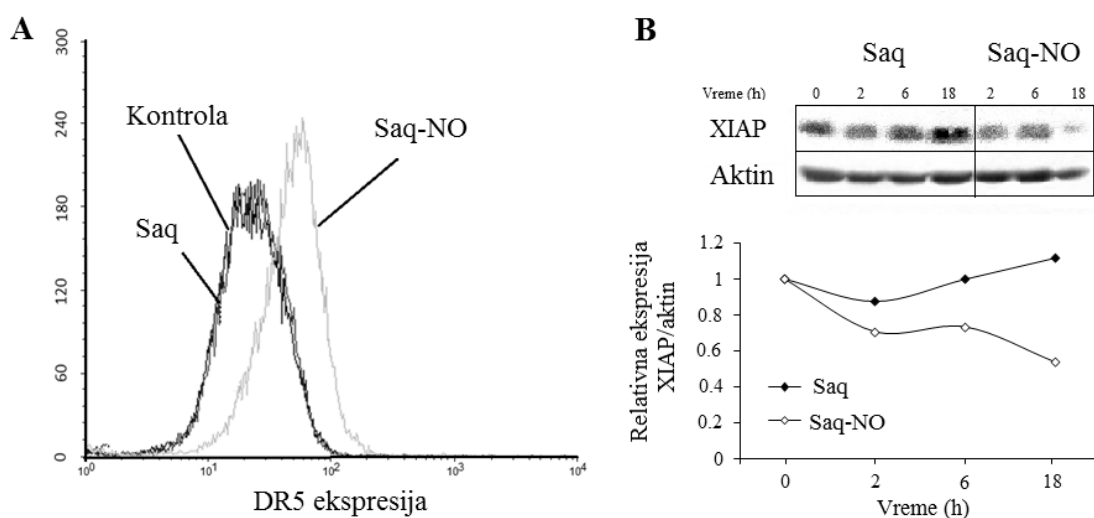 A
300
240
180
120
60
0
Kontrola
Saq
Saq-NO
10⁰ 10¹ 10² 10³ 10⁴
DR5 ekspresija
B
Saq Saq-NO
Vreme (h) 0 2 6 18 2 6 18
XIAP
Aktin
Relativna ekspresija
XIAP/aktin
1.2
1
0.8
0.6
0.4
0.2
0
Saq
Saq-NO
0 2 6 18
Vreme (h)